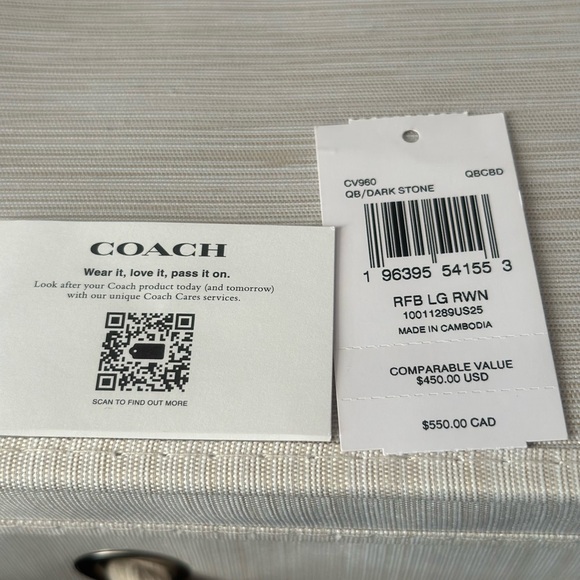 COACH
Wear it, love it, pass it on.
Look after your Coach product today (and tomorrow)
with our unique Coach Cares services.
SCAN TO FIND OUT MORE
CV960 QBCBD
QB/DARK STONE
1 96395 54155 3
RFB LG RWN
10011289US25
MADE IN CAMBODIA
COMPARABLE VALUE
$450.00 USD
$550.00 CAD